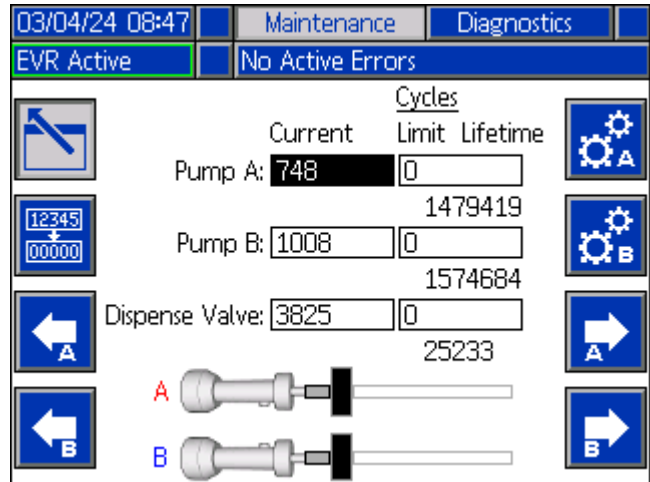 03/04/24 08:47 Maintenance Diagnostics
EVR Active No Active Errors
Cycles
Current Limit Lifetime
Pump A: 748 0
1479419
12345
00000
Pump B: 1008 0
1574684
Dispense Valve: 3825 0
25233
A
B
A
B
A
B
A
B